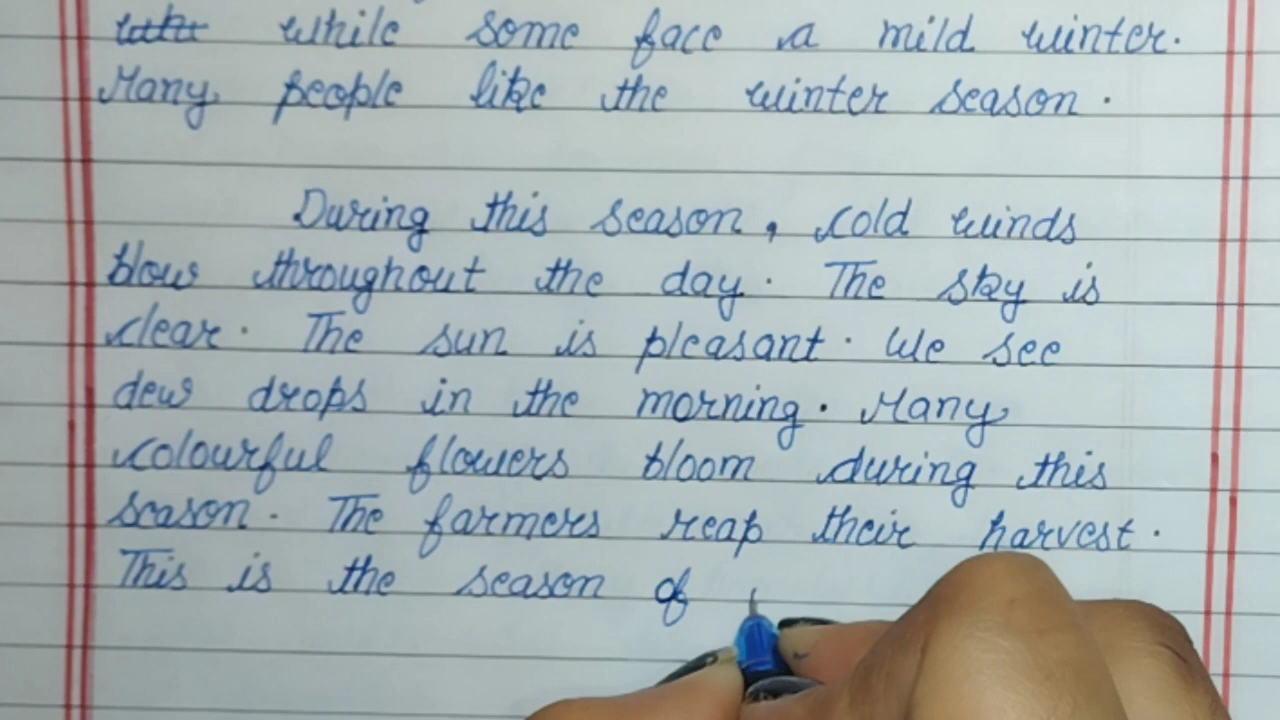 while some face a mild winter.
Many people like the winter season.
During this season, cold winds
blow throughout the day. The sky is
clear. The sun is pleasant. We see
dew drops in the morning. Many
colourful flowers bloom during this
season. The farmers reap their harvest.
This is the season of